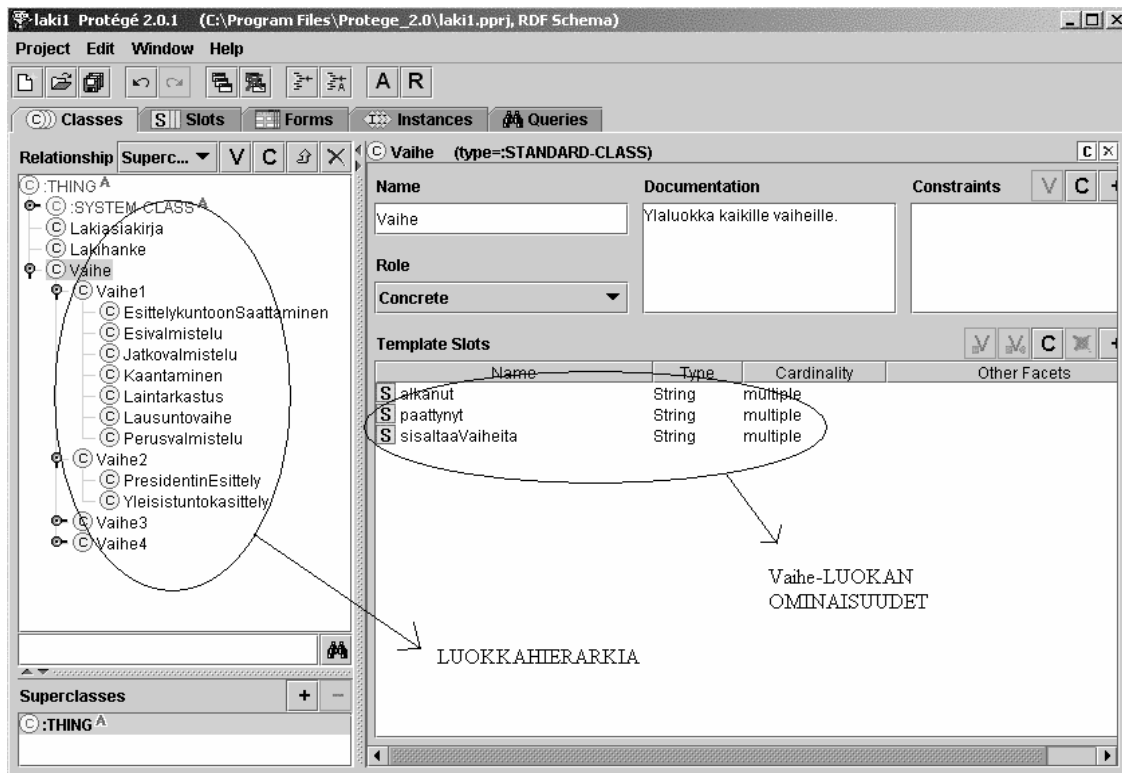 laki1 Protégé 2.0.1 (C:\Program Files\Protege_2.0\laki1.pprj, RDF Schema)
Project Edit Window Help
A R
C Classes S Slots Forms I Instances Queries
Relationship Superc... V C
C :THING A
C :SYSTEM-CLASS A
C Lakiasiakirja
C Lakihanke
C Vaihe
C Vaihe1
C EsittelykuntoonSaattaminen
C Esivalmistelu
C Jatkovalmistelu
C Kaantaminen
C Laintarkastus
C Lausuntovaihe
C Perusvalmistelu
C Vaihe2
C PresidentinEsittely
C Yleisistuntokasittely
C Vaihe3
C Vaihe4
Superclasses + −
C :THING A
C Vaihe (type=:STANDARD-CLASS) C ×
Name Documentation Constraints V C +
Vaihe Ylaluokka kaikille vaiheille.
Role
Concrete
Template Slots V V C +
Name Type Cardinality Other Facets
S alkanut String multiple
S paattynyt String multiple
S sisaltaaVaiheita String multiple
Vaihe-LUOKAN
OMINAISUUDET
LUOKKAHIERARKIA